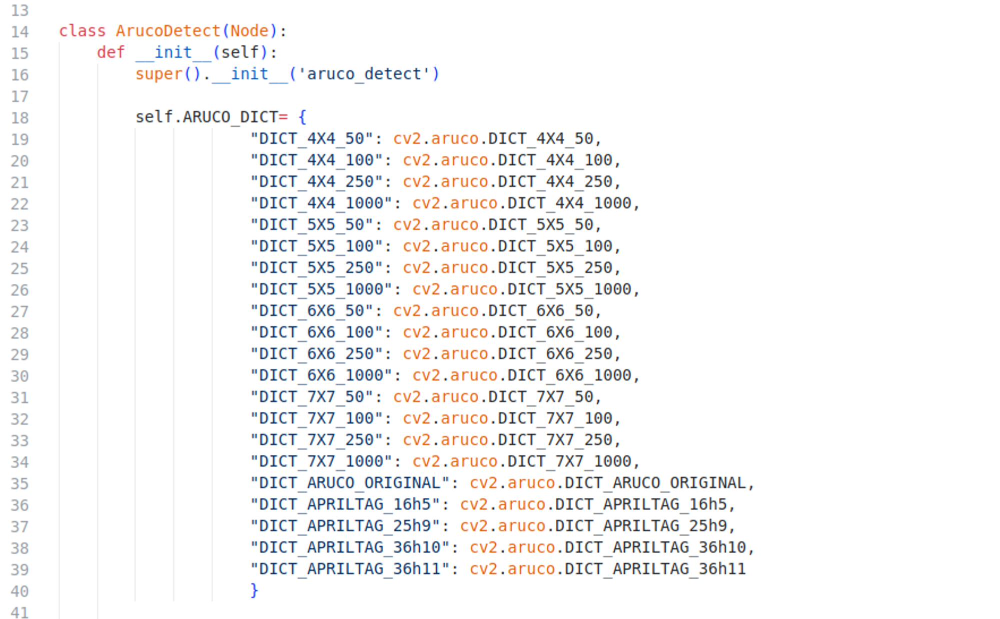 13
14 class ArucoDetect(Node):
15 def __init__(self):
16 super().__init__('aruco_detect')
17
18 self.ARUCO_DICT= {
19 "DICT_4X4_50": cv2.aruco.DICT_4X4_50,
20 "DICT_4X4_100": cv2.aruco.DICT_4X4_100,
21 "DICT_4X4_250": cv2.aruco.DICT_4X4_250,
22 "DICT_4X4_1000": cv2.aruco.DICT_4X4_1000,
23 "DICT_5X5_50": cv2.aruco.DICT_5X5_50,
24 "DICT_5X5_100": cv2.aruco.DICT_5X5_100,
25 "DICT_5X5_250": cv2.aruco.DICT_5X5_250,
26 "DICT_5X5_1000": cv2.aruco.DICT_5X5_1000,
27 "DICT_6X6_50": cv2.aruco.DICT_6X6_50,
28 "DICT_6X6_100": cv2.aruco.DICT_6X6_100,
29 "DICT_6X6_250": cv2.aruco.DICT_6X6_250,
30 "DICT_6X6_1000": cv2.aruco.DICT_6X6_1000,
31 "DICT_7X7_50": cv2.aruco.DICT_7X7_50,
32 "DICT_7X7_100": cv2.aruco.DICT_7X7_100,
33 "DICT_7X7_250": cv2.aruco.DICT_7X7_250,
34 "DICT_7X7_1000": cv2.aruco.DICT_7X7_1000,
35 "DICT_ARUCO_ORIGINAL": cv2.aruco.DICT_ARUCO_ORIGINAL,
36 "DICT_APRILTAG_16h5": cv2.aruco.DICT_APRILTAG_16h5,
37 "DICT_APRILTAG_25h9": cv2.aruco.DICT_APRILTAG_25h9,
38 "DICT_APRILTAG_36h10": cv2.aruco.DICT_APRILTAG_36h10,
39 "DICT_APRILTAG_36h11": cv2.aruco.DICT_APRILTAG_36h11
40 }
41